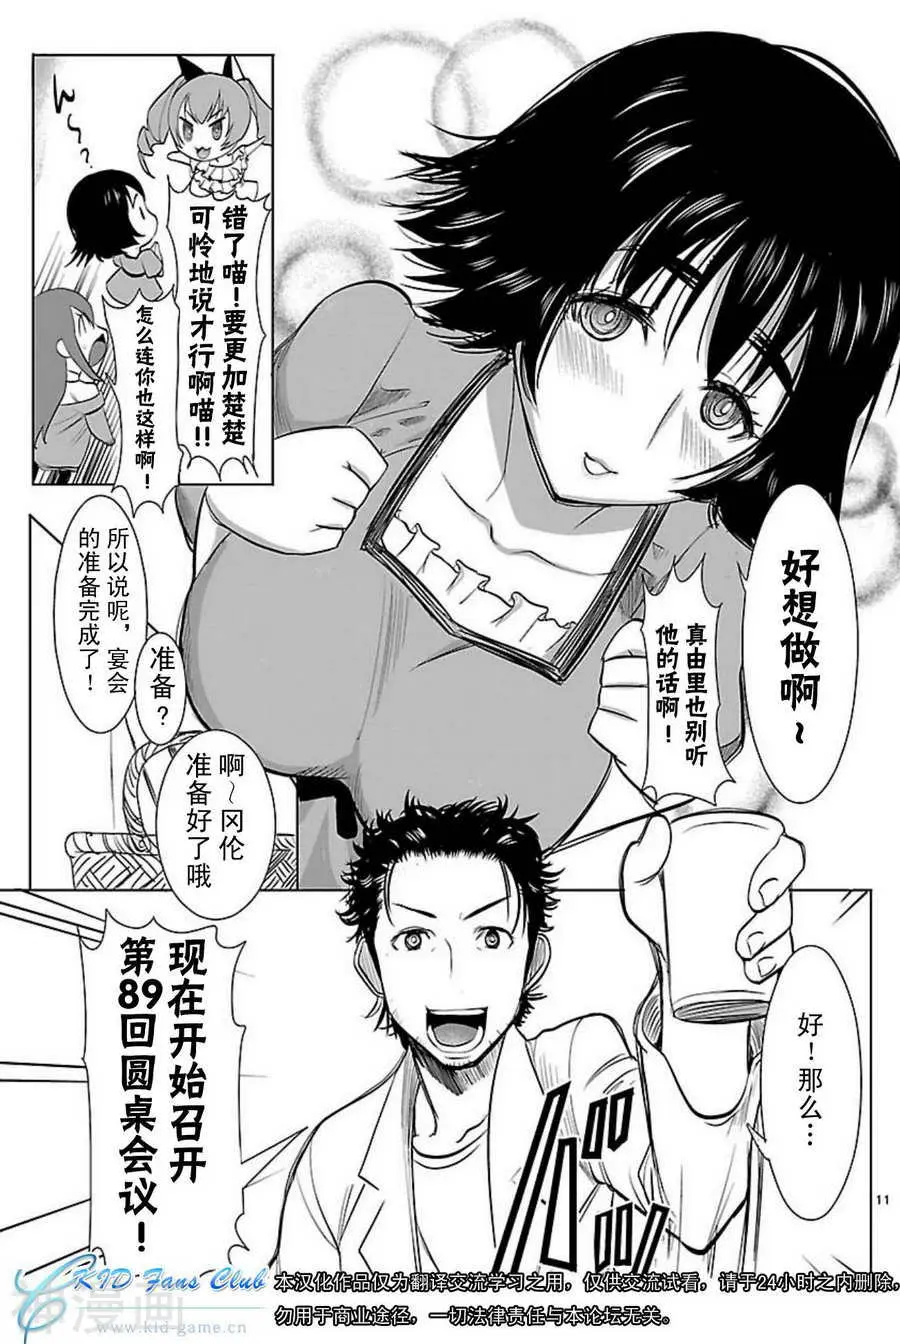 好想做啊～
真由里也别听
他的话啊！
错了喵！要更加楚楚
可怜地说才行啊喵！！
怎么连你也这样啊！
ん〜？
所以说呢，宴会
的准备完成了！
准备？
啊～冈伦
准备好了哦
好！那么…
现在开始召开
第89回圆桌会议！
11
KID Fans Club
www.kid-game.cn
漫画
本汉化作品仅为翻译交流学习之用，仅供交流试看，请于24小时之内删除，
勿用于商业途径，一切法律责任与本论坛无关。